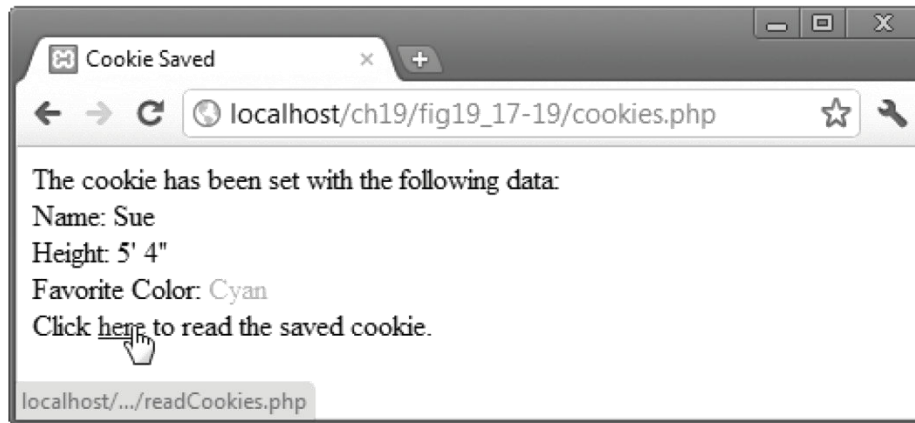 Cookie Saved
localhost/ch19/fig19_17-19/cookies.php
The cookie has been set with the following data:
Name: Sue
Height: 5' 4"
Favorite Color: Cyan
Click here to read the saved cookie.
localhost/.../readCookies.php